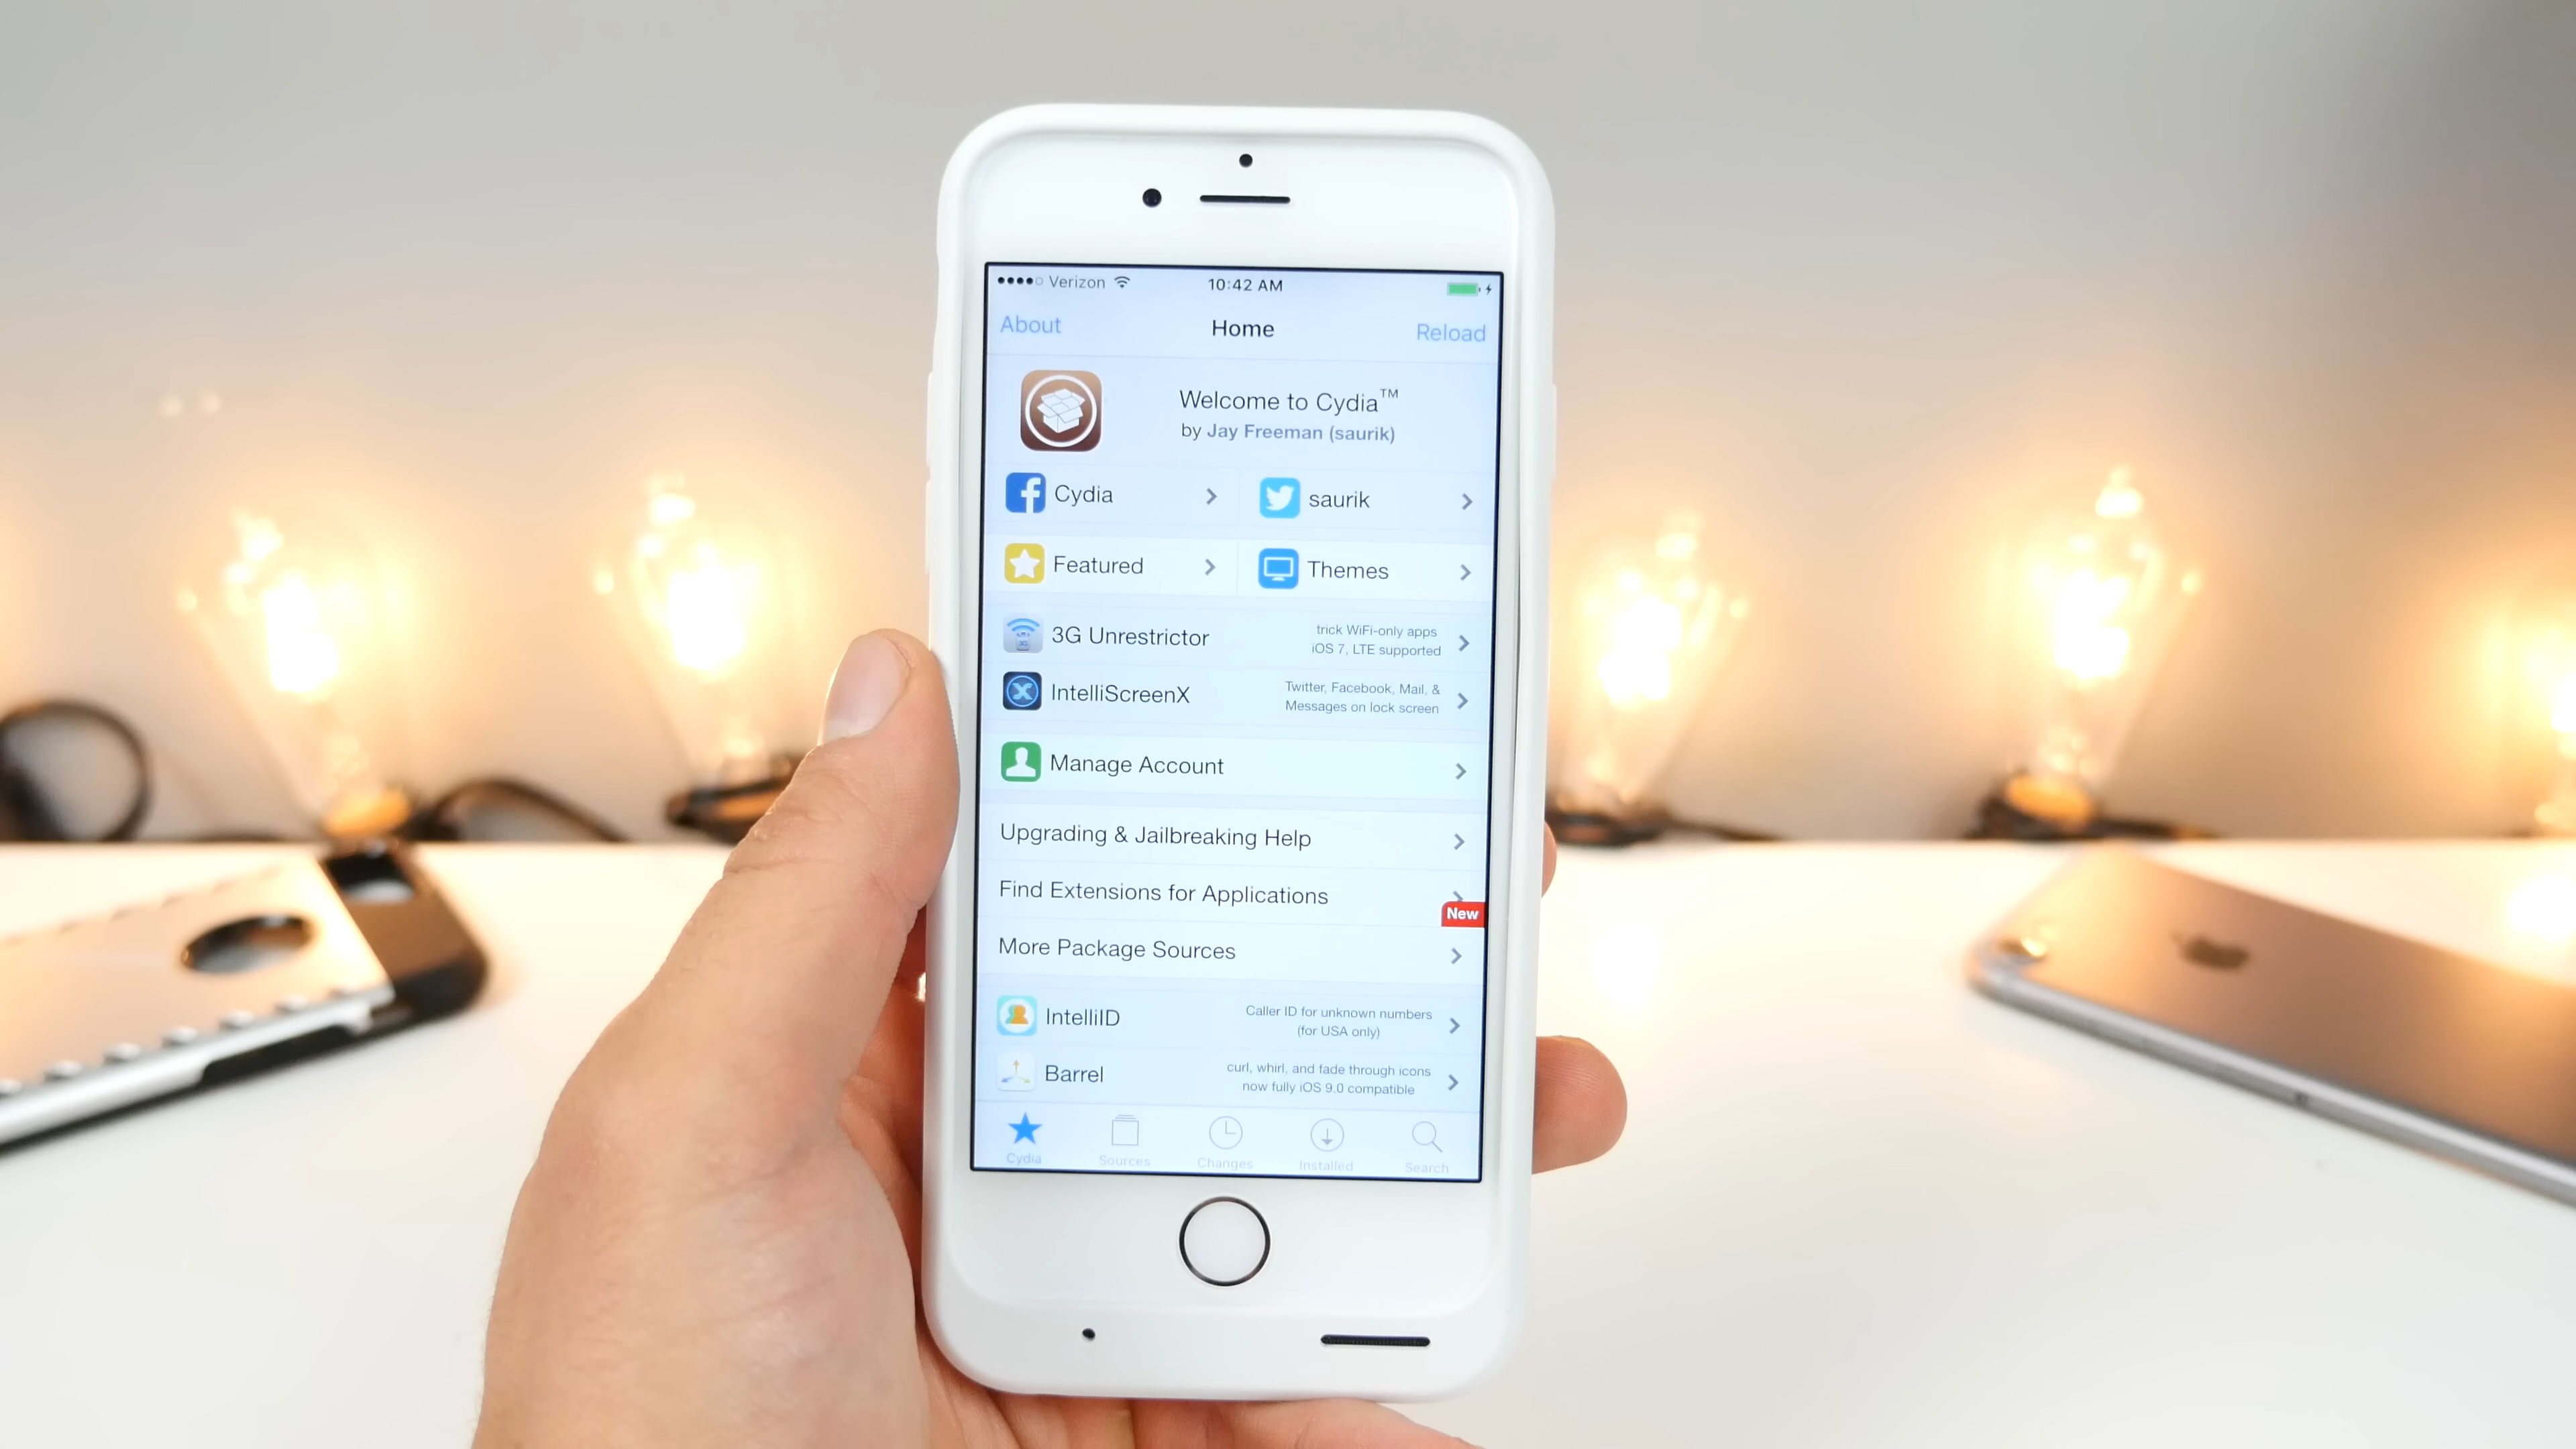 Verizon 10:42 AM
About Home Reload
Welcome to Cydia™
by Jay Freeman (saurik)
Cydia saurik
Featured Themes
3G Unrestrictor
trick WiFi-only apps
iOS 7, LTE supported
IntelliScreenX
Twitter, Facebook, Mail, &
Messages on lock screen
Manage Account
Upgrading & Jailbreaking Help
Find Extensions for Applications
New
More Package Sources
IntelliID
Caller ID for unknown numbers
(for USA only)
Barrel
curl, whirl, and fade through icons
now fully iOS 9.0 compatible
Cydia Sources Changes Installed Search